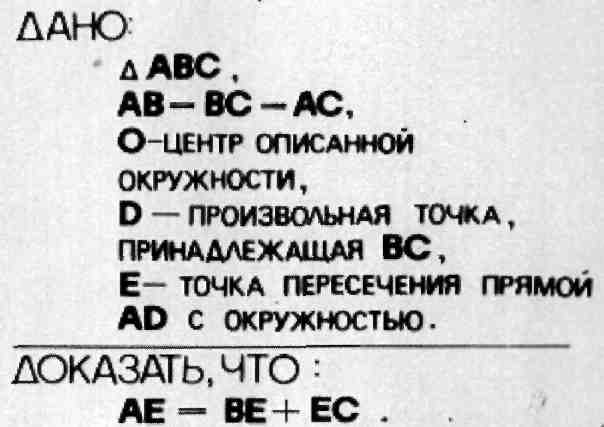 ДАНО:
Δ ABC,
AB — BC — AC,
O—ЦЕНТР ОПИСАННОЙ
ОКРУЖНОСТИ,
D — ПРОИЗВОЛЬНАЯ ТОЧКА,
ПРИНАДЛЕЖАЩАЯ BC,
E— ТОЧКА ПЕРЕСЕЧЕНИЯ ПРЯМОЙ
AD С ОКРУЖНОСТЬЮ.
ДОКАЗАТЬ, ЧТО:
AE = BE + EC.